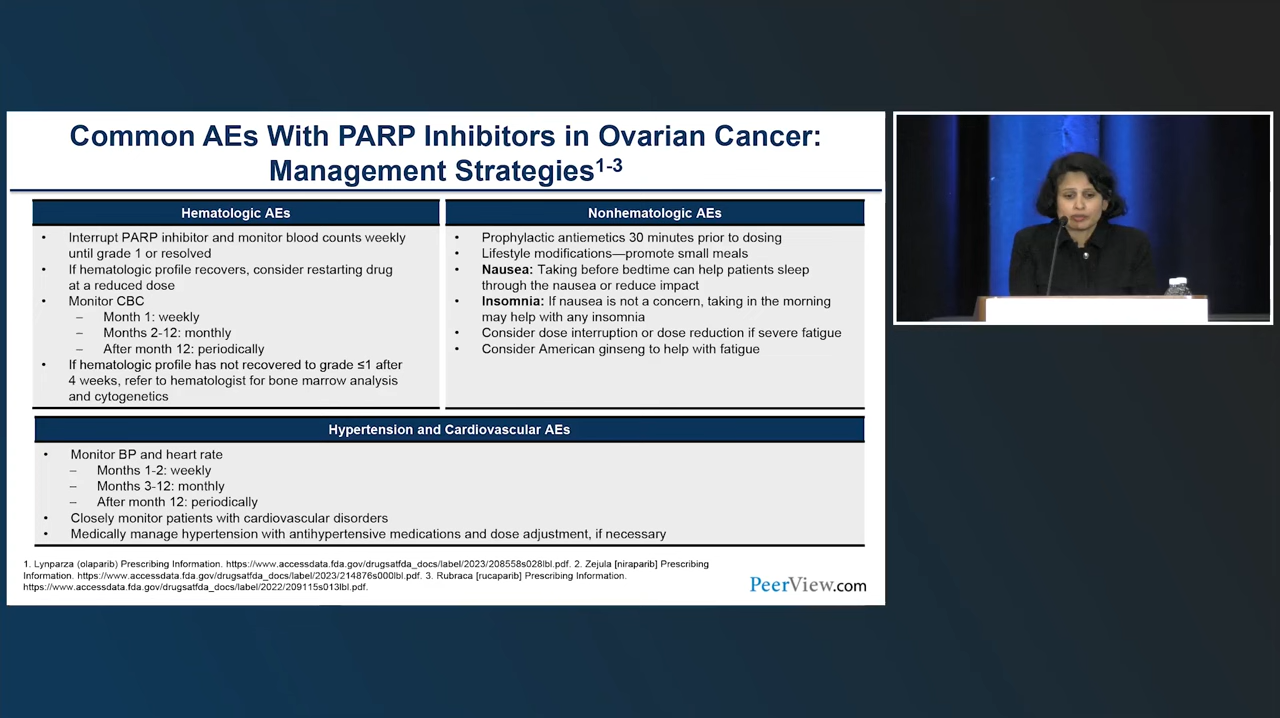 Common AEs With PARP Inhibitors in Ovarian Cancer:
Management Strategies1-3
Hematologic AEs
• Interrupt PARP inhibitor and monitor blood counts weekly
until grade 1 or resolved
• If hematologic profile recovers, consider restarting drug
at a reduced dose
• Monitor CBC
– Month 1: weekly
– Months 2-12: monthly
– After month 12: periodically
• If hematologic profile has not recovered to grade ≤1 after
4 weeks, refer to hematologist for bone marrow analysis
and cytogenetics
Nonhematologic AEs
• Prophylactic antiemetics 30 minutes prior to dosing
• Lifestyle modifications—promote small meals
• Nausea: Taking before bedtime can help patients sleep
through the nausea or reduce impact
• Insomnia: If nausea is not a concern, taking in the morning
may help with any insomnia
• Consider dose interruption or dose reduction if severe fatigue
• Consider American ginseng to help with fatigue
Hypertension and Cardiovascular AEs
• Monitor BP and heart rate
– Months 1-2: weekly
– Months 3-12: monthly
– After month 12: periodically
• Closely monitor patients with cardiovascular disorders
• Medically manage hypertension with antihypertensive medications and dose adjustment, if necessary
1. Lynparza (olaparib) Prescribing Information. https://www.accessdata.fda.gov/drugsatfda_docs/label/2023/208558s028lbl.pdf. 2. Zejula [niraparib] Prescribing
Information. https://www.accessdata.fda.gov/drugsatfda_docs/label/2023/214876s000lbl.pdf. 3. Rubraca [rucaparib] Prescribing Information.
https://www.accessdata.fda.gov/drugsatfda_docs/label/2022/209115s013lbl.pdf.
PeerView.com